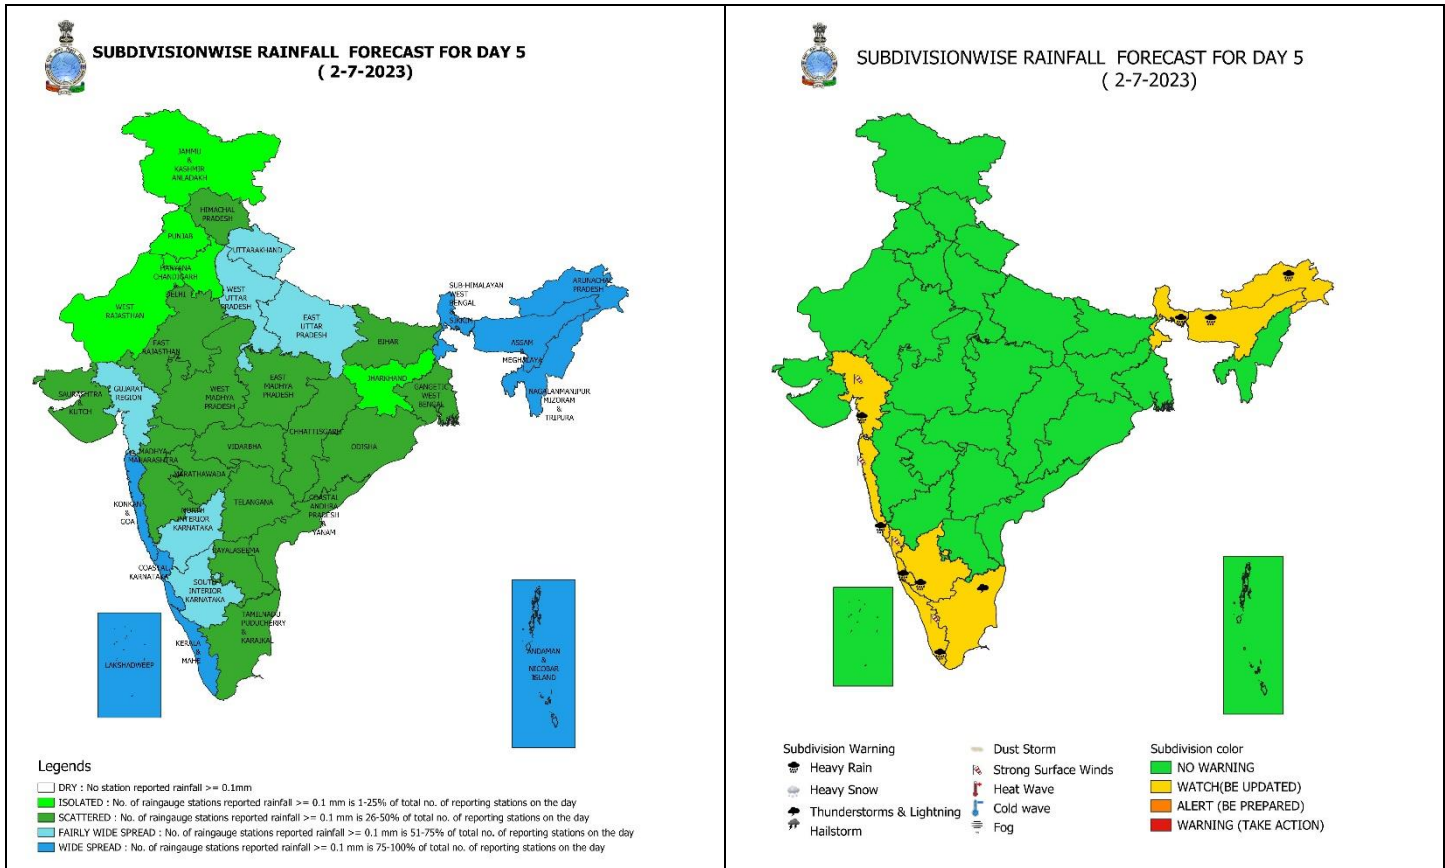 SUBDIVISIONWISE RAINFALL FORECAST FOR DAY 5
( 2-7-2023)
JAMMU
&
KASHMIR
ANLADAKH
HIMACHAL
PRADESH
PUNJAB
UTTARAKHAND
HARYANA
CHANDIGARH
DELHI
WEST
RAJASTHAN
WEST
UTTAR
PRADESH
EAST
UTTAR
PRADESH
SUB-HIMALAYAN
WEST
BENGAL
&
SIKKIM
ARUNACHAL
PRADESH
ASSAM
&
MEGHALAYA
NAGALANMANIPUR
MIZORAM
&
TRIPURA
EAST
RAJASTHAN
BIHAR
JHARKHAND
GANGETIC
WEST
BENGAL
SAURASHTRA
&
KUTCH
GUJARAT
REGION
WEST
MADHYA
PRADESH
EAST
MADHYA
PRADESH
CHHATTISGARH
ODISHA
VIDARBHA
MADHYA
MAHARASHTRA
MARATHAWADA
TELANGANA
KONKAN
&
GOA
NORTH
INTERIOR
KARNATAKA
COASTAL
ANDHRA
PRADESH
&
YANAM
RAYALASEEMA
COASTAL
KARNATAKA
SOUTH
INTERIOR
KARNATAKA
TAMILNADU
PUDUCHERRY
&
KARAIKAL
KERALA
&
MAHE
LAKSHADWEEP
ANDAMAN
&
NICOBAR
ISLAND
Legends
DRY : No station reported rainfall >= 0.1mm
ISOLATED : No. of raingauge stations reported rainfall >= 0.1 mm is 1-25% of total no. of reporting stations on the day
SCATTERED : No. of raingauge stations reported rainfall >= 0.1 mm is 26-50% of total no. of reporting stations on the day
FAIRLY WIDE SPREAD : No. of raingauge stations reported rainfall >= 0.1 mm is 51-75% of total no. of reporting stations on the day
WIDE SPREAD : No. of raingauge stations reported rainfall >= 0.1 mm is 75-100% of total no. of reporting stations on the day
SUBDIVISIONWISE RAINFALL FORECAST FOR DAY 5
( 2-7-2023)
Subdivision Warning
Heavy Rain
Heavy Snow
Thunderstorms & Lightning
Hailstorm
Dust Storm
Strong Surface Winds
Heat Wave
Cold wave
Fog
Subdivision color
NO WARNING
WATCH(BE UPDATED)
ALERT (BE PREPARED)
WARNING (TAKE ACTION)